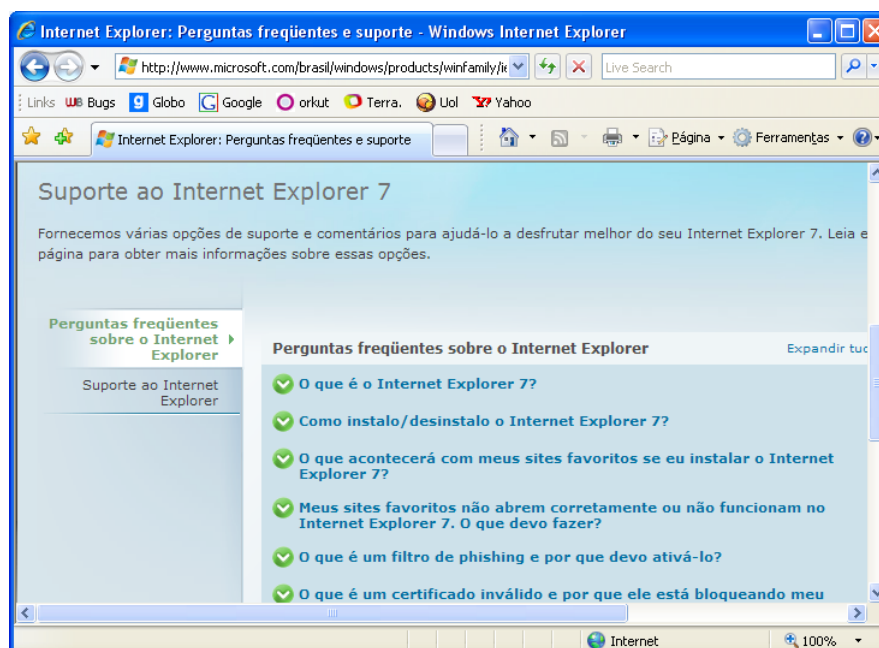 Internet Explorer: Perguntas freqüentes e suporte - Windows Internet Explorer
http://www.microsoft.com/brasil/windows/products/winfamily/ie
Live Search
Links Bugs Globo Google orkut Terra. Uol Yahoo
Internet Explorer: Perguntas freqüentes e suporte
Página Ferramentas
Suporte ao Internet Explorer 7
Fornecemos várias opções de suporte e comentários para ajudá-lo a desfrutar melhor do seu Internet Explorer 7. Leia e
página para obter mais informações sobre essas opções.
Perguntas freqüentes
sobre o Internet
Explorer
Suporte ao Internet
Explorer
Perguntas freqüentes sobre o Internet Explorer
Expandir tuc
O que é o Internet Explorer 7?
Como instalo/desinstalo o Internet Explorer 7?
O que acontecerá com meus sites favoritos se eu instalar o Internet
Explorer 7?
Meus sites favoritos não abrem corretamente ou não funcionam no
Internet Explorer 7. O que devo fazer?
O que é um filtro de phishing e por que devo ativá-lo?
O que é um certificado inválido e por que ele está bloqueando meu
Internet
100%